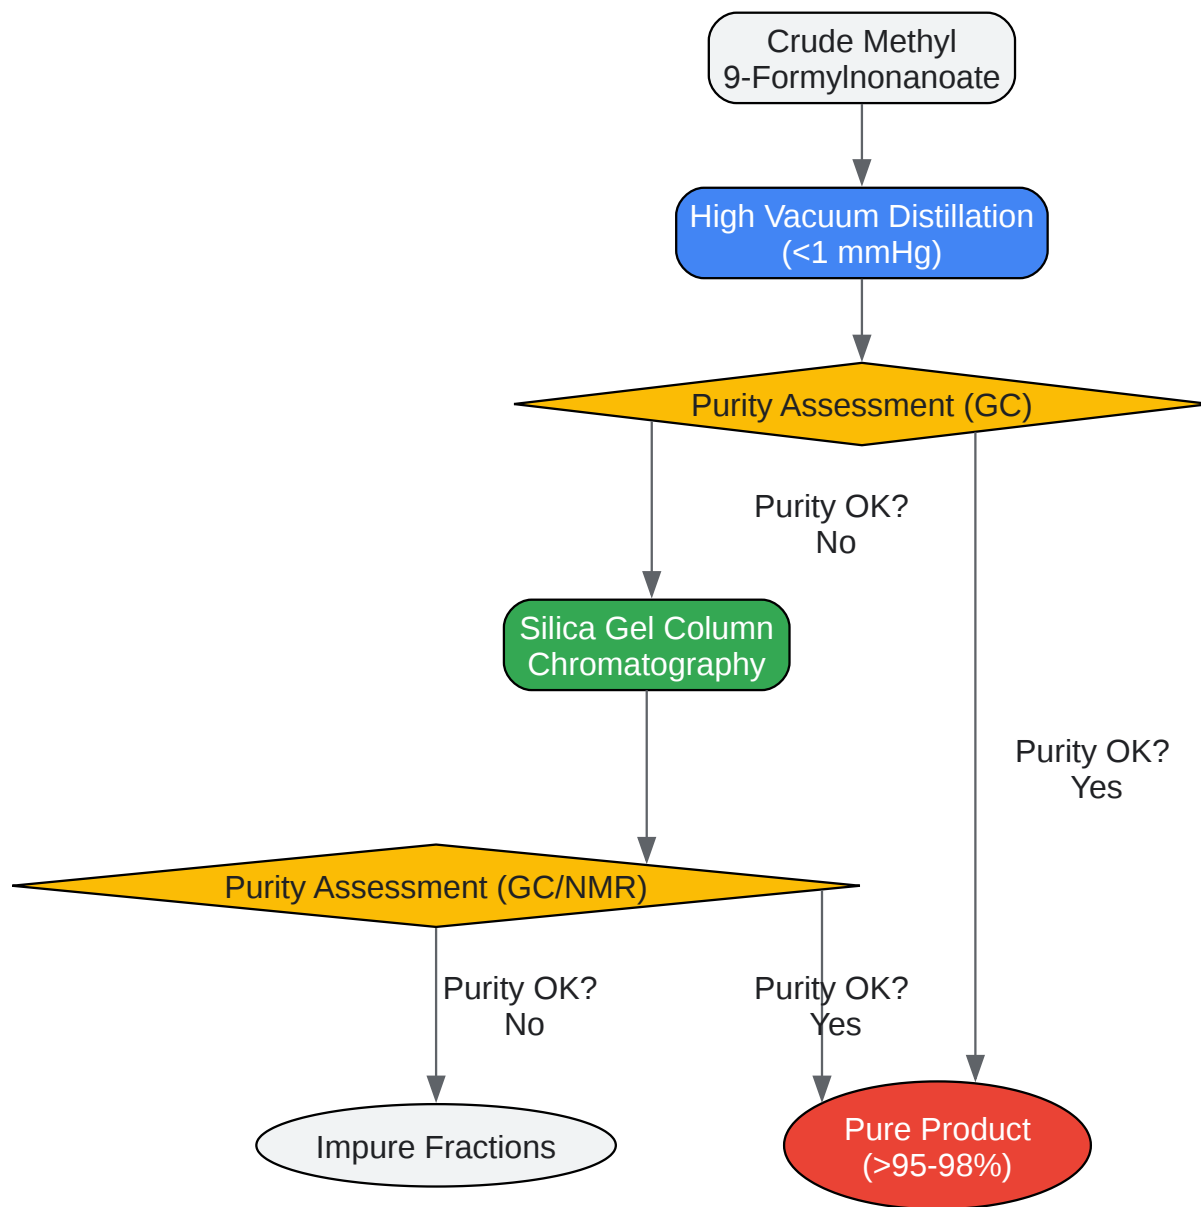 Crude Methyl
9-Formylnonanoate
High Vacuum Distillation
(<1 mmHg)
Purity Assessment (GC)
Purity OK?
No
Silica Gel Column
Chromatography
Purity OK?
Yes
Purity Assessment (GC/NMR)
Purity OK?
No
Purity OK?
Yes
Impure Fractions
Pure Product
(>95-98%)